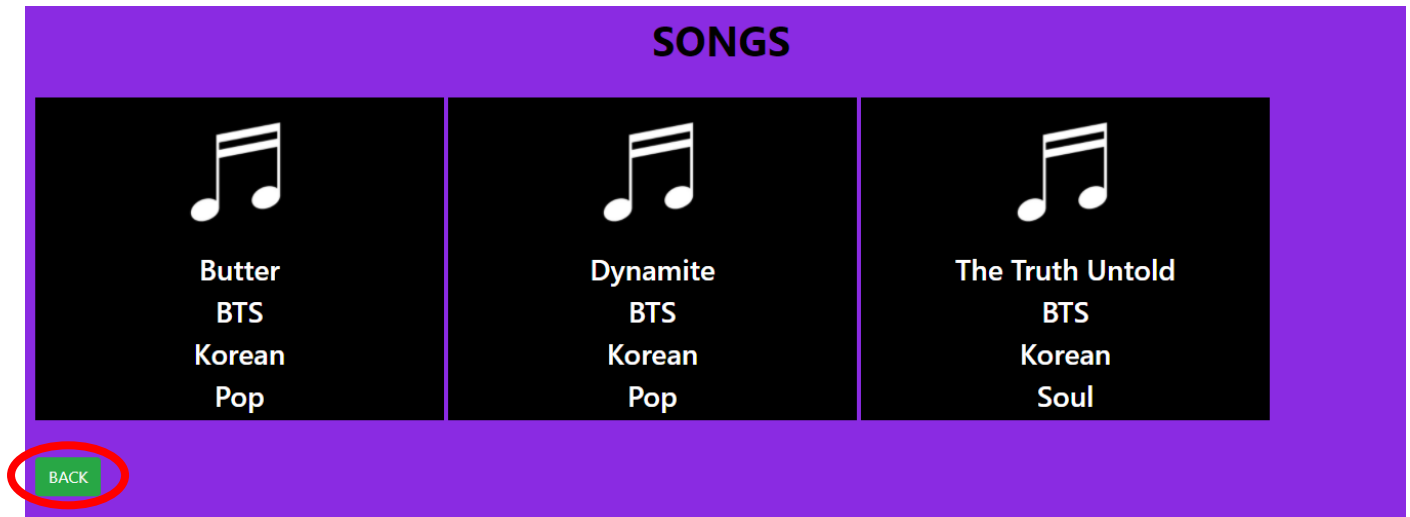 SONGS
Butter
BTS
Korean
Pop
Dynamite
BTS
Korean
Pop
The Truth Untold
BTS
Korean
Soul
BACK